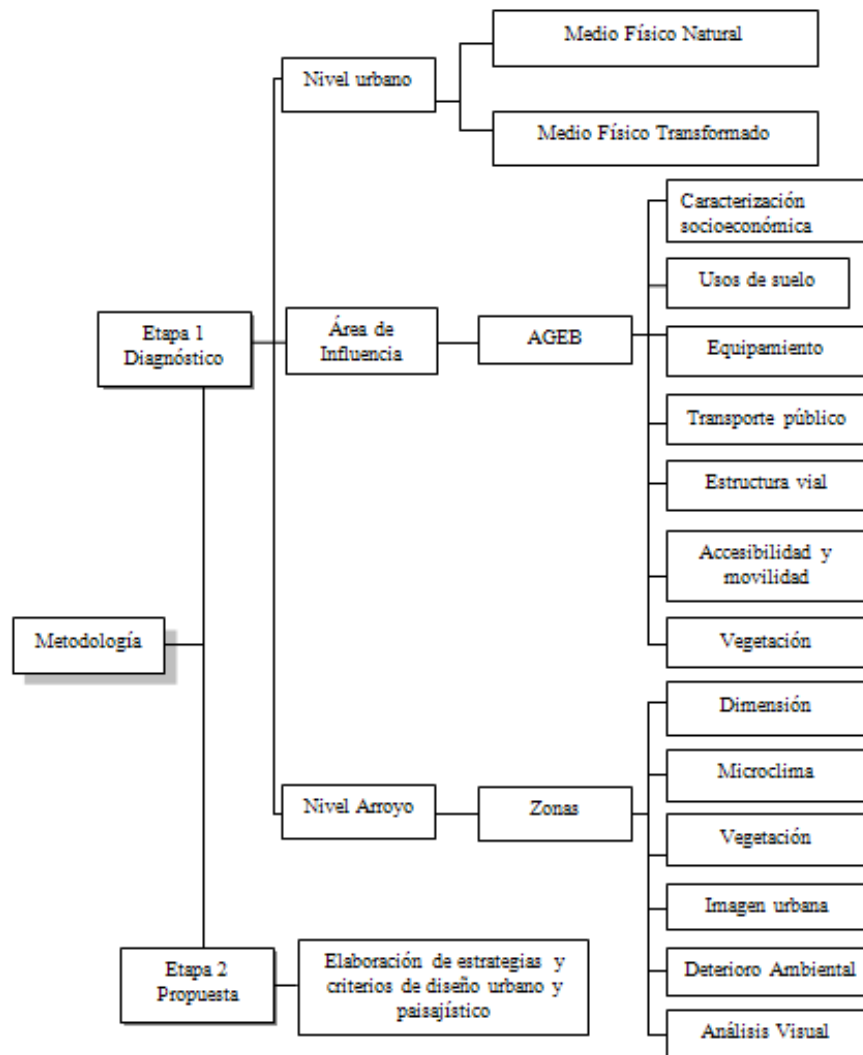 Medio Físico Natural
Nivel urbano
Medio Físico Transformado
Caracterización
socioeconómica
Usos de suelo
Etapa 1
Diagnóstico
Área de
Influencia
AGEB
Equipamiento
Transporte público
Estructura vial
Accesibilidad y
movilidad
Metodología
Vegetación
Dimensión
Microclima
Nivel Arroyo
Zonas
Vegetación
Imagen urbana
Etapa 2
Propuesta
Elaboración de estrategias y
criterios de diseño urbano y
paisajístico
Deterioro Ambiental
Análisis Visual